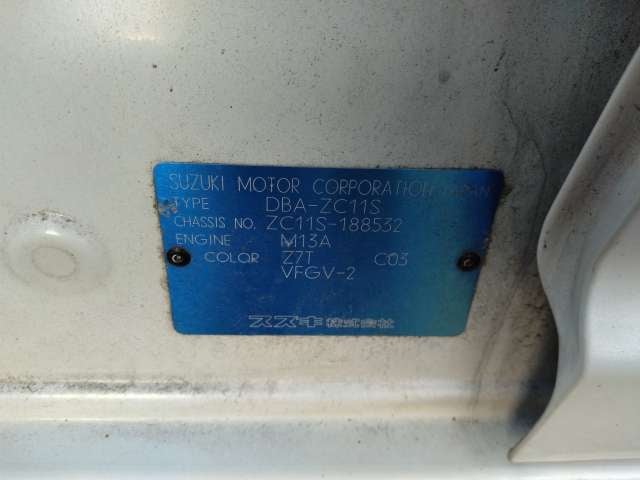 SUZUKI MOTOR CORPORATION JAPAN
TYPE DBA-ZC11S
CHASSIS NO. ZC11S-188532
ENGINE M13A
COLOR Z7T C03
VFGV-2
スズキ株式会社